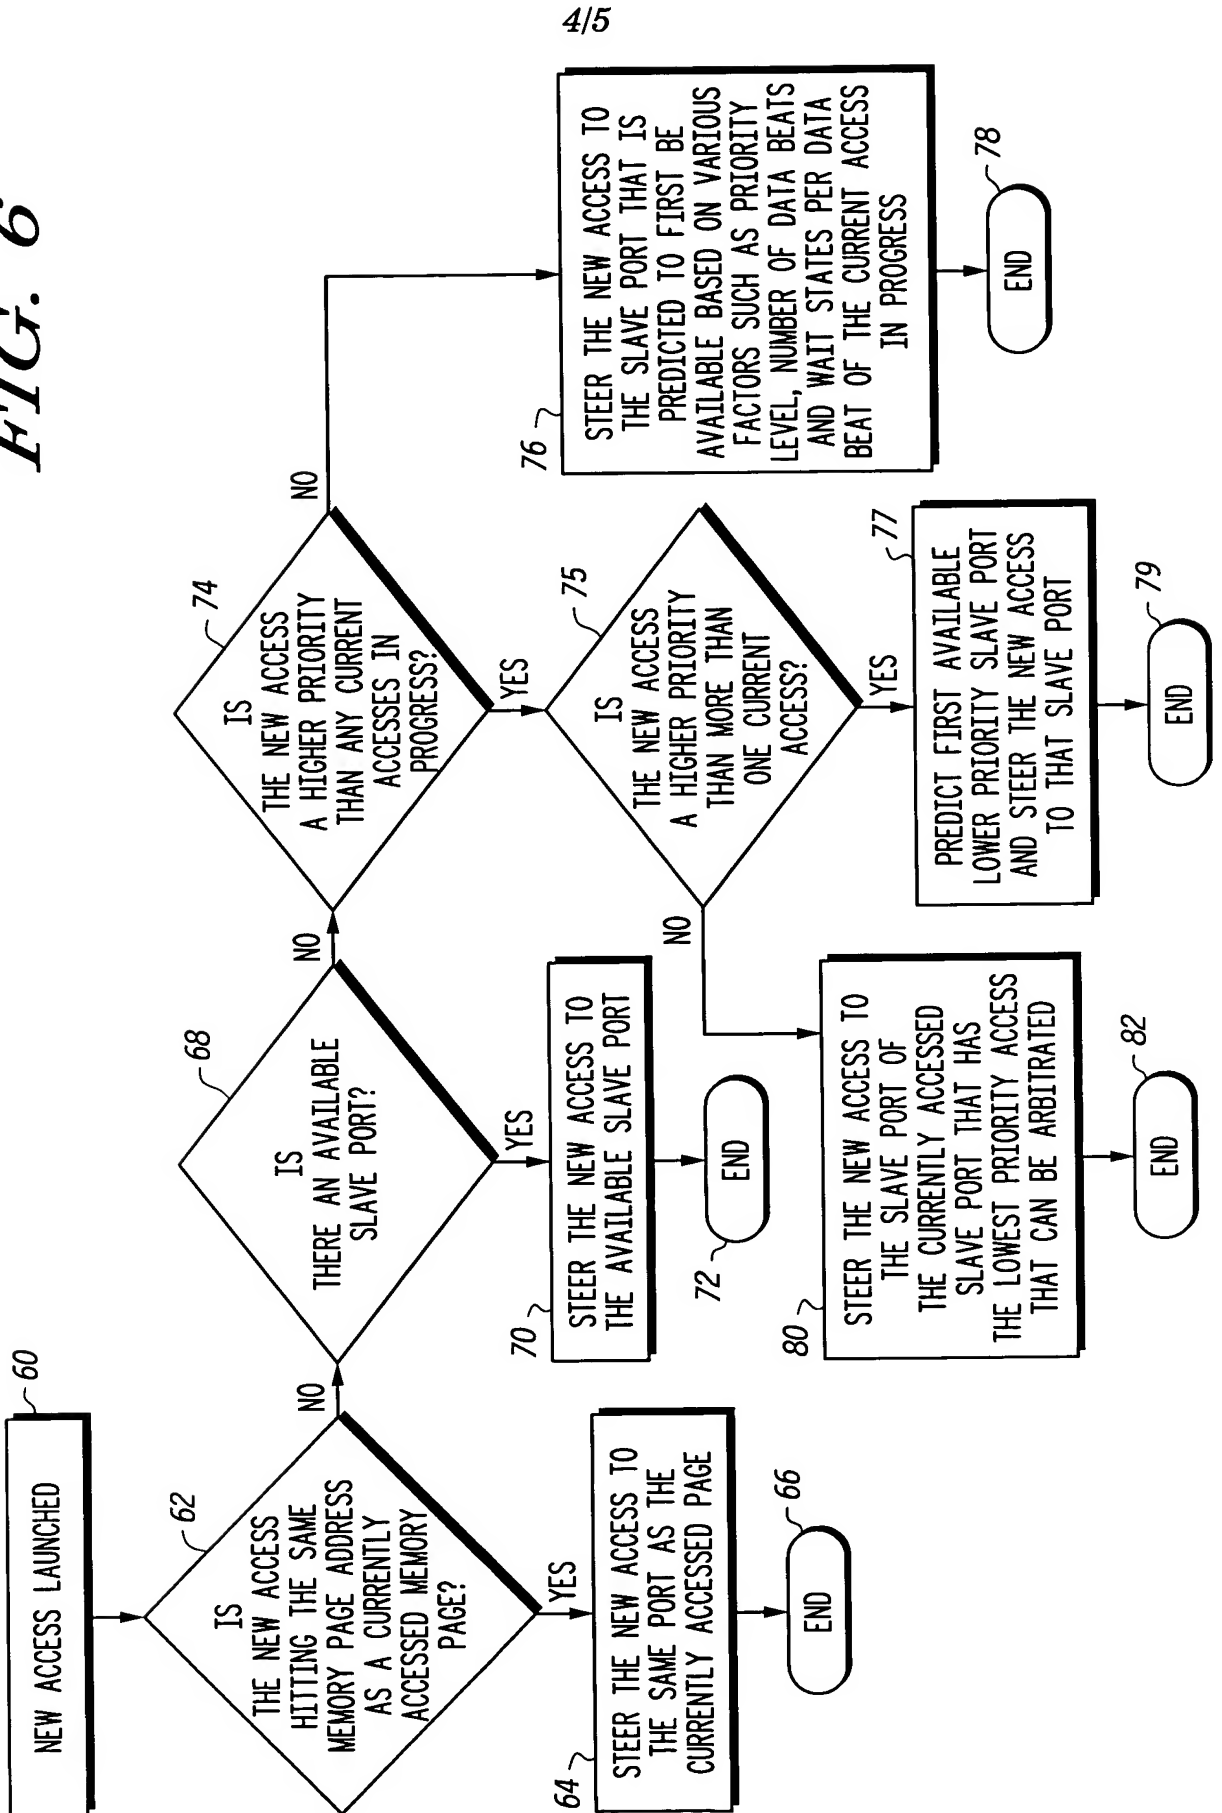 4/5
FIG. 6
NEW ACCESS LAUNCHED
60
IS
THE NEW ACCESS
HITTING THE SAME
MEMORY PAGE ADDRESS
AS A CURRENTLY
ACCESSED MEMORY
PAGE?
62
YES
NO
STEER THE NEW ACCESS TO
THE SAME PORT AS THE
CURRENTLY ACCESSED PAGE
64
END
66
IS
THERE AN AVAILABLE
SLAVE PORT?
68
YES
NO
STEER THE NEW ACCESS TO
THE AVAILABLE SLAVE PORT
70
END
72
IS
THE NEW ACCESS
A HIGHER PRIORITY
THAN ANY CURRENT
ACCESSES IN
PROGRESS?
74
YES
NO
IS
THE NEW ACCESS
A HIGHER PRIORITY
THAN MORE THAN
ONE CURRENT
ACCESS?
75
NO
YES
STEER THE NEW ACCESS TO
THE SLAVE PORT OF
THE CURRENTLY ACCESSED
SLAVE PORT THAT HAS
THE LOWEST PRIORITY ACCESS
THAT CAN BE ARBITRATED
80
END
82
PREDICT FIRST AVAILABLE
LOWER PRIORITY SLAVE PORT
AND STEER THE NEW ACCESS
TO THAT SLAVE PORT
77
END
79
STEER THE NEW ACCESS TO
THE SLAVE PORT THAT IS
PREDICTED TO FIRST BE
AVAILABLE BASED ON VARIOUS
FACTORS SUCH AS PRIORITY
LEVEL, NUMBER OF DATA BEATS
AND WAIT STATES PER DATA
BEAT OF THE CURRENT ACCESS
IN PROGRESS
76
END
78